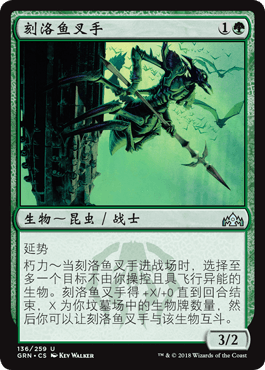 刻洛鱼叉手 1
生物～昆虫 / 战士
延势
朽力～当刻洛鱼叉手进战场时，选择至
多一个目标不由你操控且具飞行异能的
生物。刻洛鱼叉手得 +X/+0 直到回合结
束，X 为你坟墓场中的生物牌数量，然
后你可以让刻洛鱼叉手与该生物互斗。
3/2
136/259 U
GRN • CS KEV WALKER
™ & © 2018 Wizards of the Coast